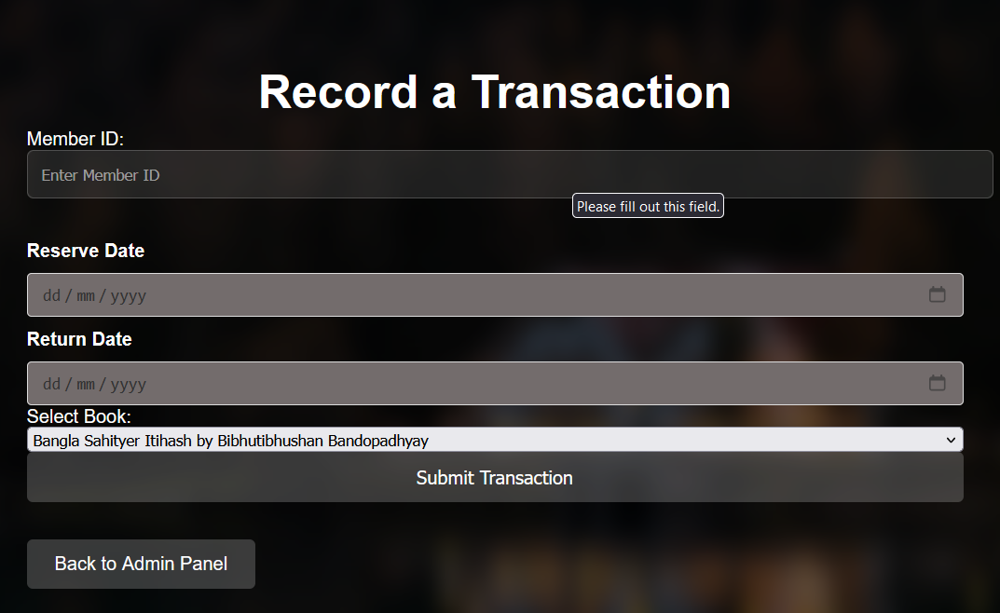 Record a Transaction
Member ID:
Enter Member ID
Please fill out this field.
Reserve Date
dd / mm / yyyy
Return Date
dd / mm / yyyy
Select Book:
Bangla Sahityer Itihash by Bibhutibhushan Bandopadhyay
Submit Transaction
Back to Admin Panel